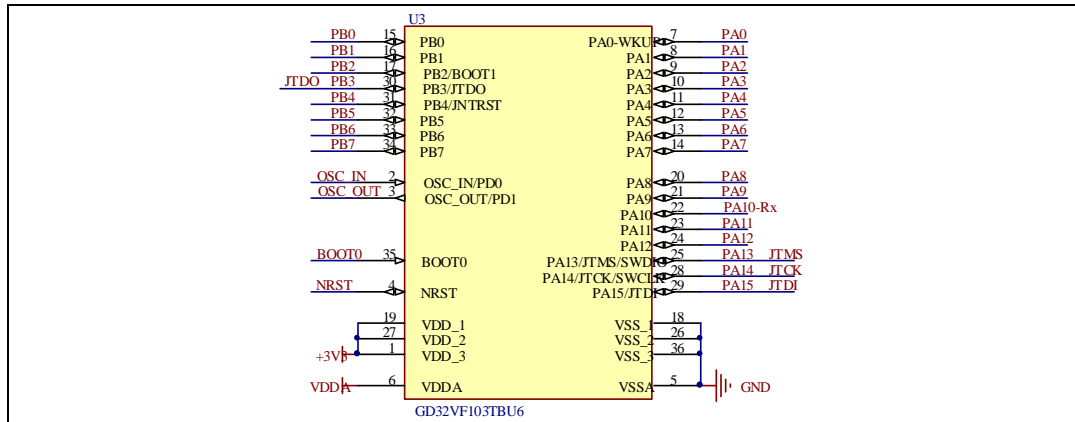 U3
PB0 15 PB0 PA0-WKUP 7 PA0
PB1 16 PB1 PA1 8 PA1
PB2 17 PB2/BOOT1 PA2 9 PA2
JTDO PB3 30 PB3/JTDO PA3 10 PA3
PB4 31 PB4/JNTRST PA4 11 PA4
PB5 32 PB5 PA5 12 PA5
PB6 33 PB6 PA6 13 PA6
PB7 34 PB7 PA7 14 PA7
OSC_IN 2 OSC_IN/PD0 PA8 20 PA8
OSC_OUT 3 OSC_OUT/PD1 PA9 21 PA9
PA10 22 PA10-Rx
PA11 23 PA11
PA12 24 PA12
BOOT0 35 BOOT0 PA13/JTMS/SWDIO 25 PA13 JTMS
PA14/JTCK/SWCLK 28 PA14 JTCK
NRST 4 NRST PA15/JTDI 29 PA15 JTDI
19 VDD_1 VSS_1 18
27 VDD_2 VSS_2 26
+3V3 1 VDD_3 VSS_3 36
VDDA 6 VDDA VSSA 5 GND
GD32VF103TBU6